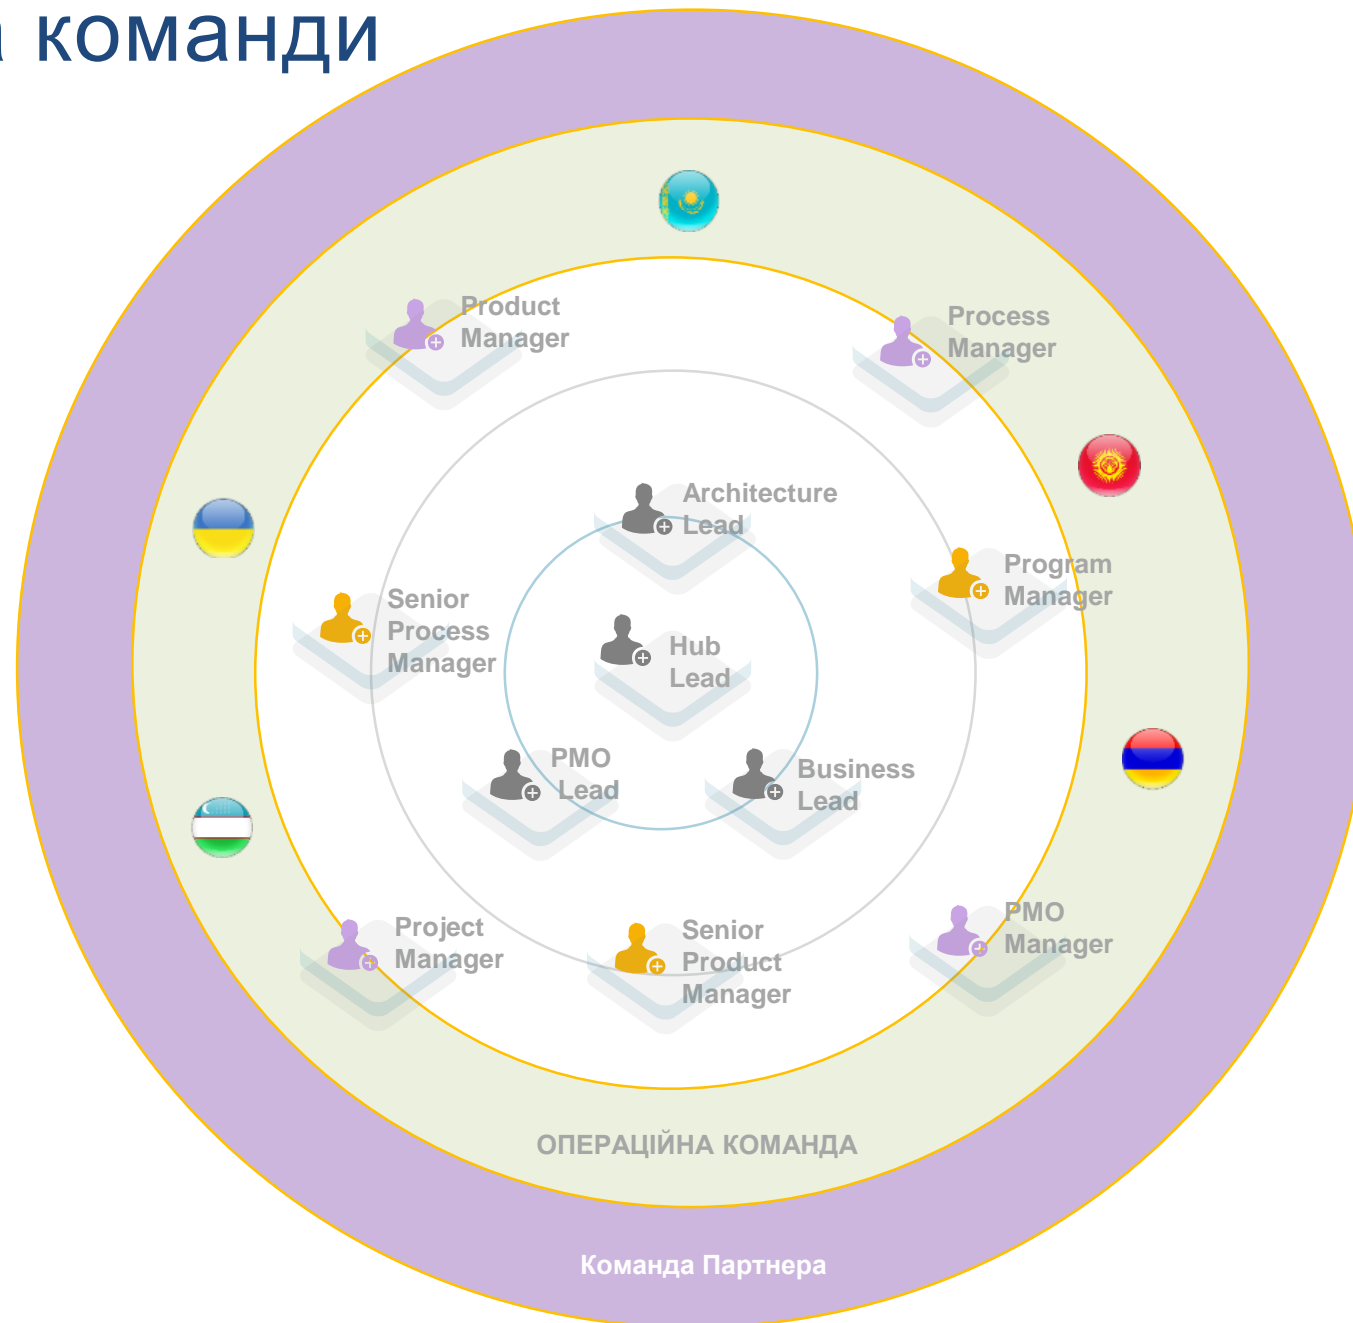 а команди
Product
Manager
Process
Manager
Architecture
Lead
Program
Manager
Senior
Process
Manager
Hub
Lead
PMO
Lead
Business
Lead
Project
Manager
Senior
Product
Manager
PMO
Manager
ОПЕРАЦІЙНА КОМАНДА
Команда Партнера